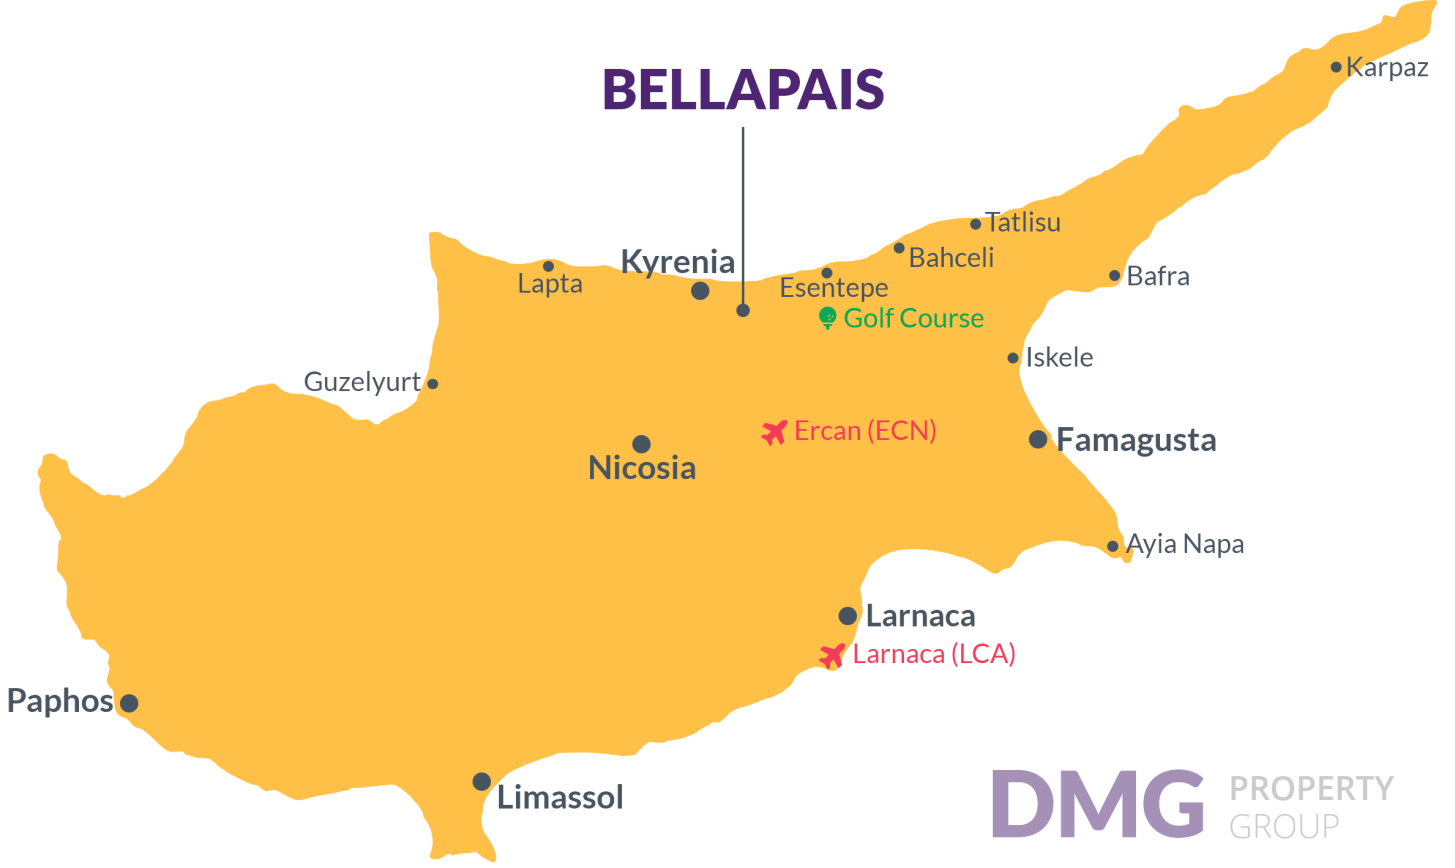 Karpaz
BELLAPAIS
Tatlisu
Kyrenia
Bahceli
Lapta
Esentepe
Bafra
Golf Course
Iskele
Guzelyurt
Ercan (ECN)
Famagusta
Nicosia
Ayia Napa
Larnaca
Larnaca (LCA)
Paphos
Limassol
DMG PROPERTY
GROUP